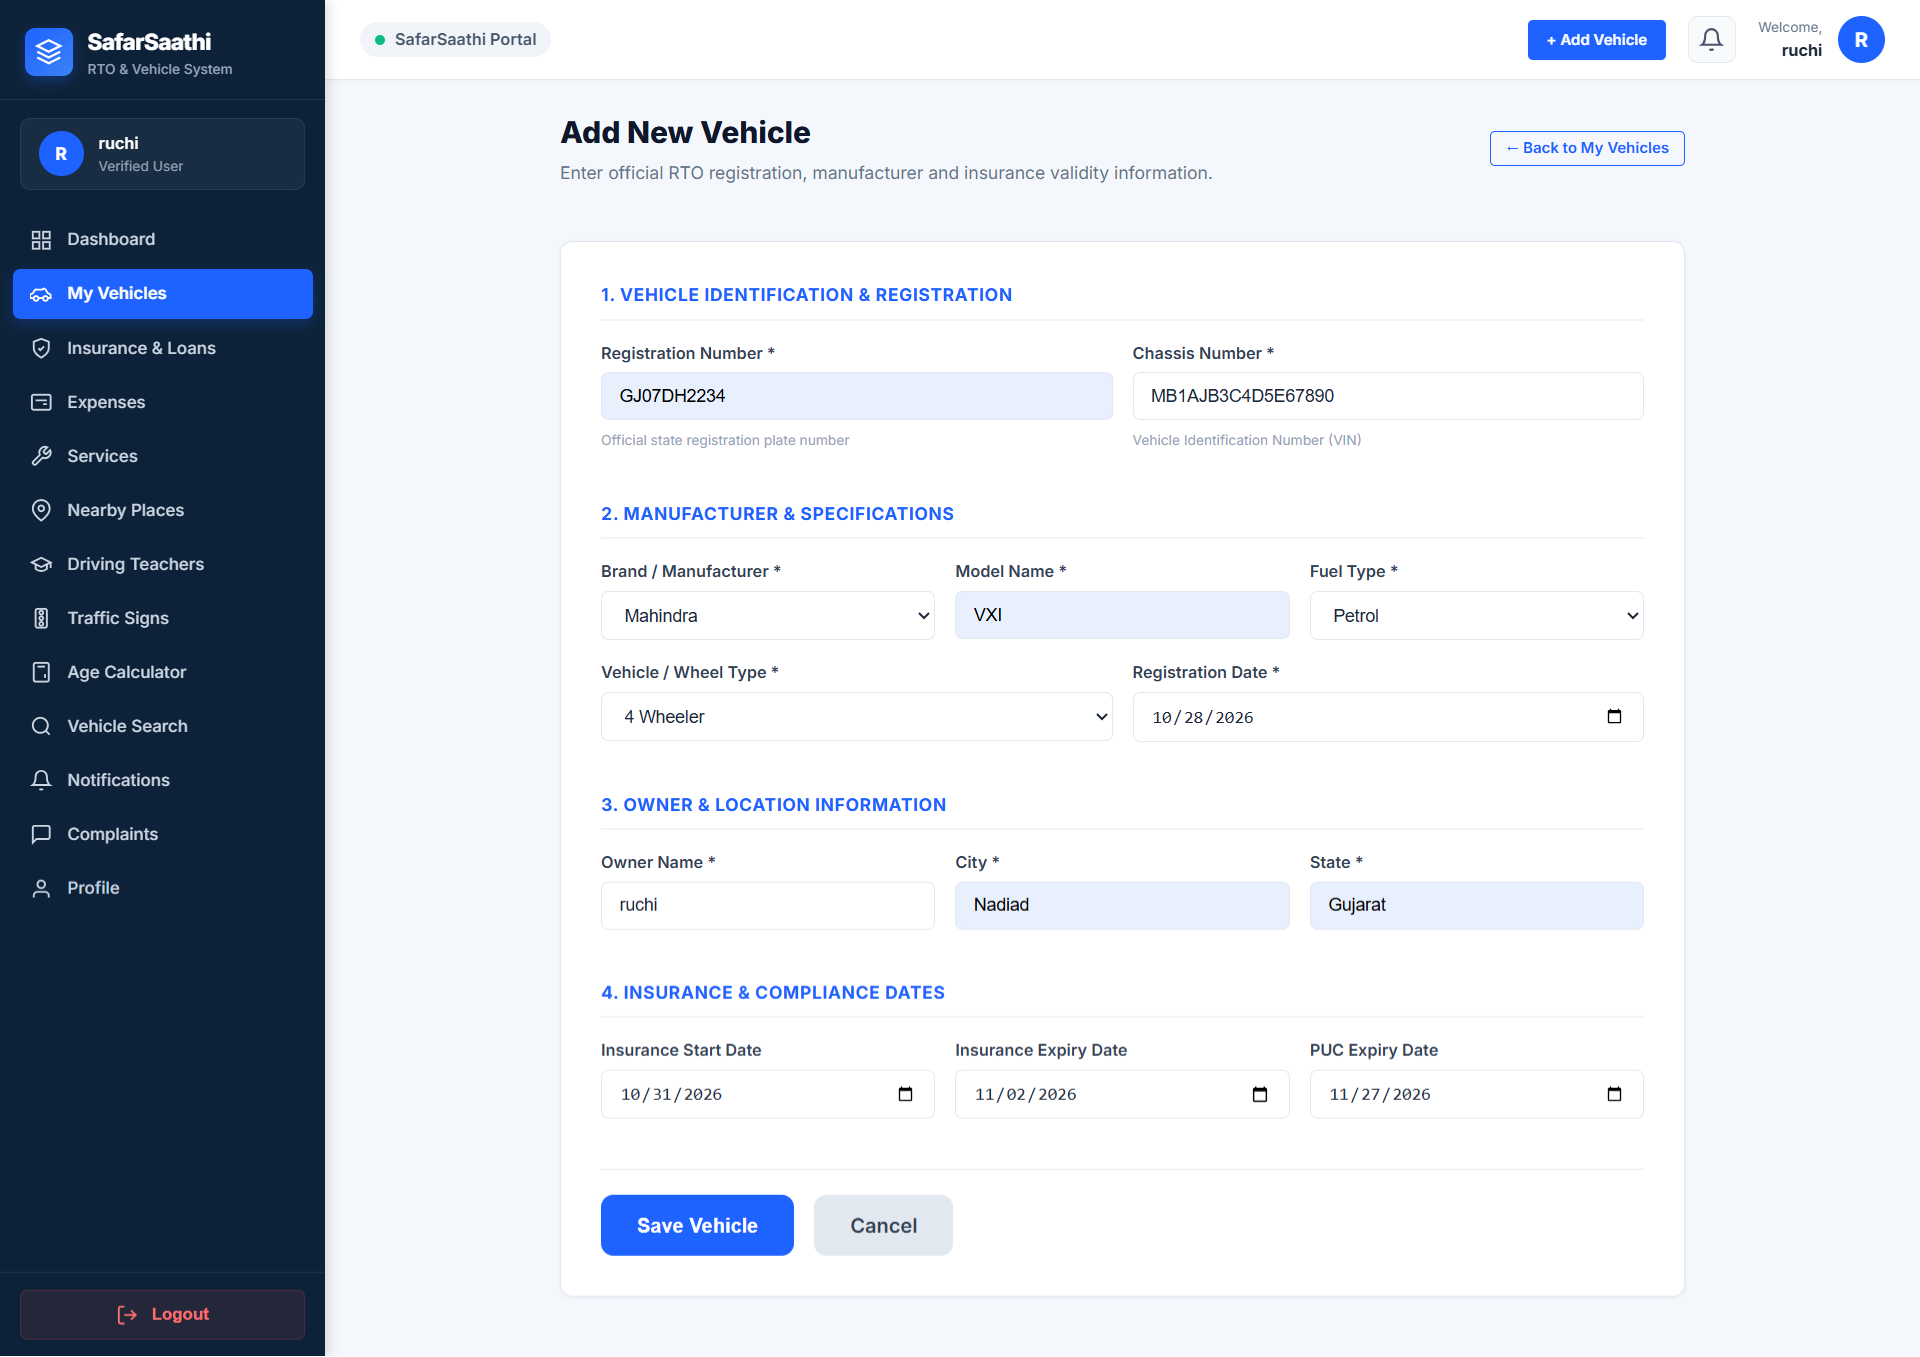 SafarSaathi
RTO & Vehicle System
R
ruchi
Verified User
Dashboard
My Vehicles
Insurance & Loans
Expenses
Services
Nearby Places
Driving Teachers
Traffic Signs
Age Calculator
Vehicle Search
Notifications
Complaints
Profile
Logout
SafarSaathi Portal
+ Add Vehicle
Welcome,
ruchi
R
Add New Vehicle
Enter official RTO registration, manufacturer and insurance validity information.
← Back to My Vehicles
1. VEHICLE IDENTIFICATION & REGISTRATION
Registration Number * Chassis Number *
GJ07DH2234 MB1AJB3C4D5E67890
Official state registration plate number Vehicle Identification Number (VIN)
2. MANUFACTURER & SPECIFICATIONS
Brand / Manufacturer * Model Name * Fuel Type *
Mahindra VXI Petrol
Vehicle / Wheel Type * Registration Date *
4 Wheeler 10/28/2026
3. OWNER & LOCATION INFORMATION
Owner Name * City * State *
ruchi Nadiad Gujarat
4. INSURANCE & COMPLIANCE DATES
Insurance Start Date Insurance Expiry Date PUC Expiry Date
10/31/2026 11/02/2026 11/27/2026
Save Vehicle Cancel